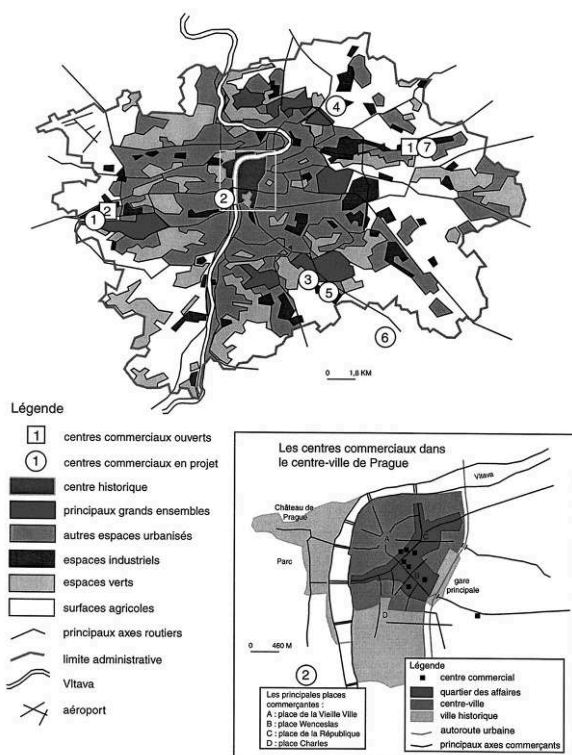 4
1 7
2
2
1
3
5
6
0 1,8 KM
Légende
1 centres commerciaux ouverts
1 centres commerciaux en projet
centre historique
principaux grands ensembles
autres espaces urbanisés
espaces industriels
espaces verts
surfaces agricoles
principaux axes routiers
limite administrative
Vltava
aéroport
Les centres commerciaux dans
le centre-ville de Prague
Vltava
Château de
Prague
A
C
Parc
B
gare
principale
D
0 460 M
2
Les principales places
commerçantes :
A : place de la Vieille Ville
B : place Wenceslas
C : place de la République
D : place Charles
Légende
centre commercial
quartier des affaires
centre-ville
ville historique
autoroute urbaine
principaux axes commerçants